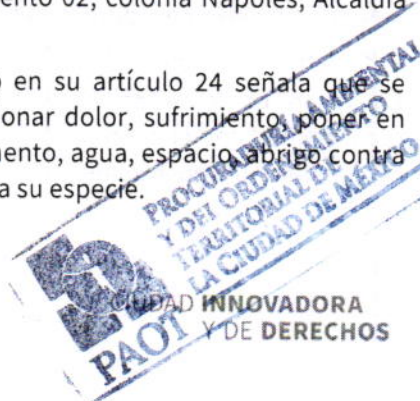 ento 02, colonia Nápoles, Alcaldía
en su artículo 24 señala que se
onar dolor, sufrimiento, poner en
nento, agua, espacio, abrigo contra
a su especie.
PROCURADURÍA AMBIENTAL
Y DEL ORDENAMIENTO
TERRITORIAL DE
LA CIUDAD DE MÉXICO
PAOT
CIUDAD INNOVADORA
Y DE DERECHOS